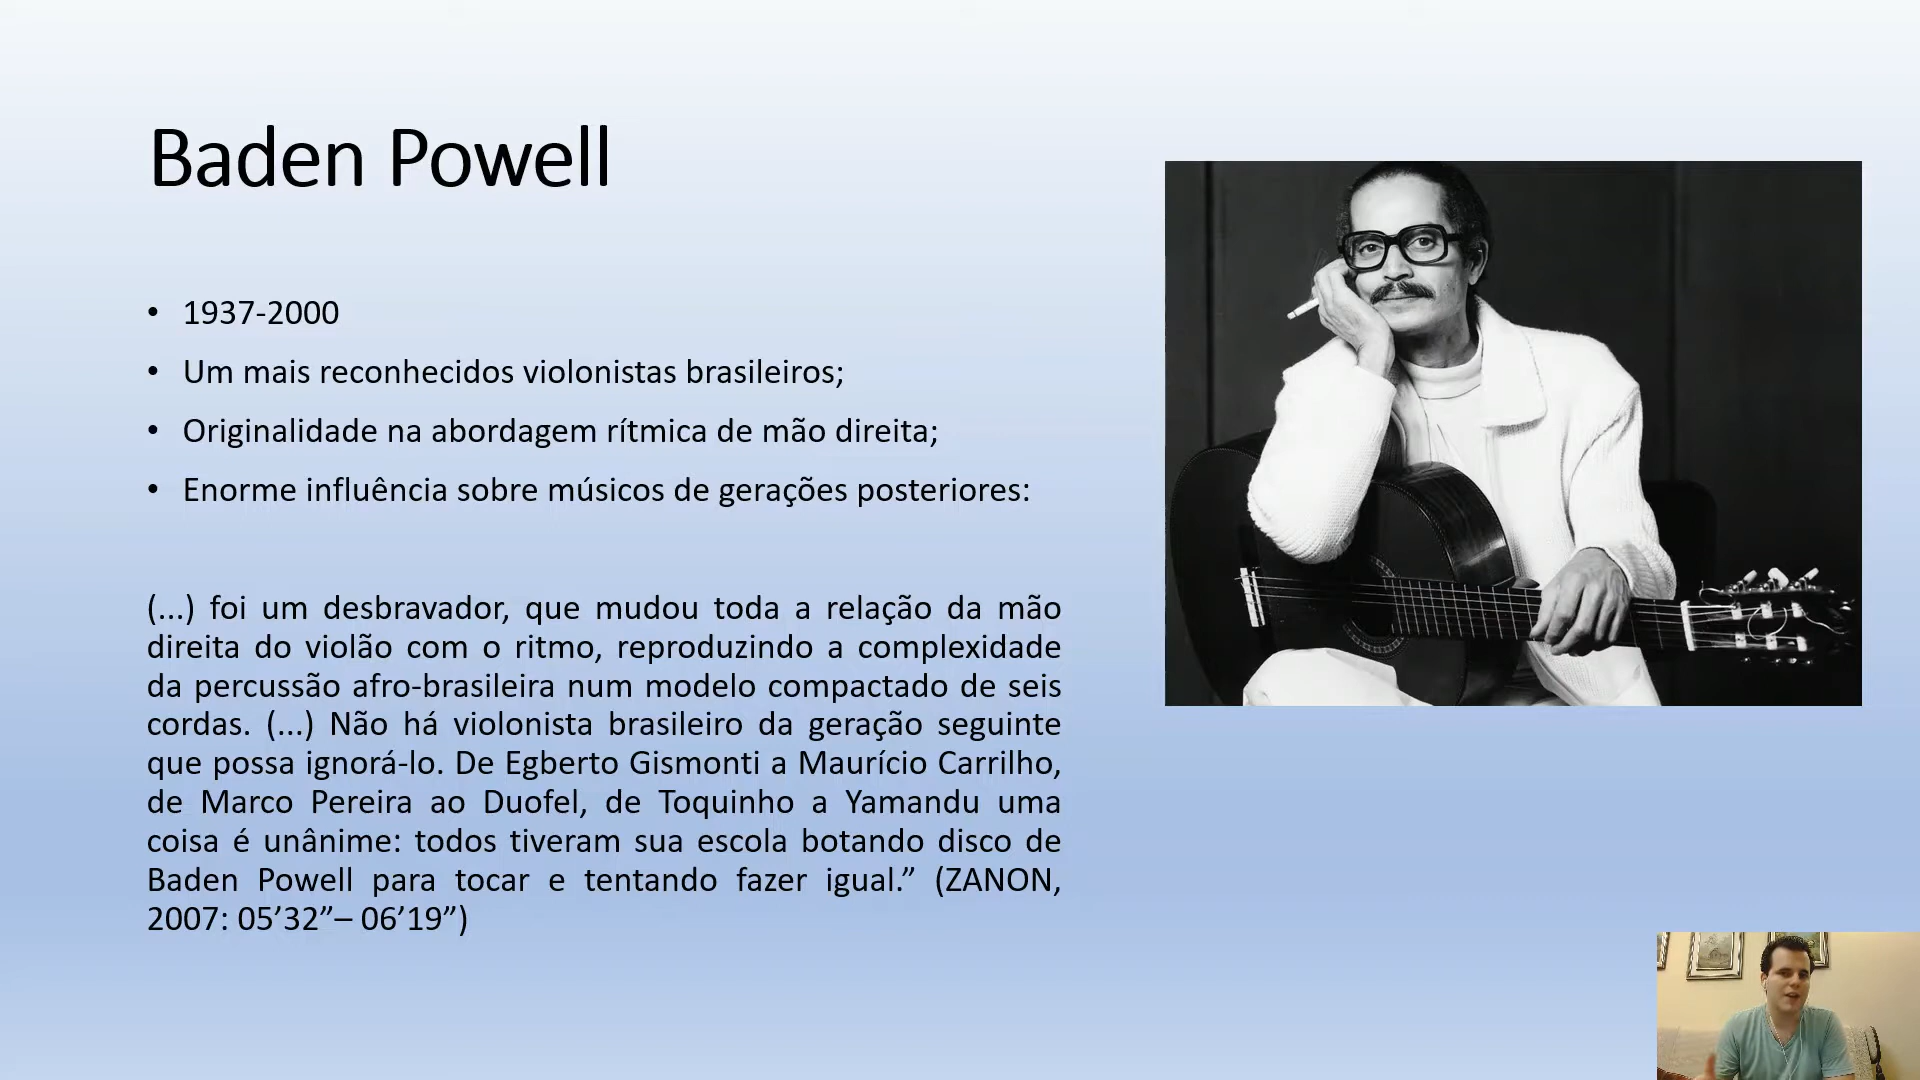 Baden Powell
• 1937-2000
• Um mais reconhecidos violonistas brasileiros;
• Originalidade na abordagem rítmica de mão direita;
• Enorme influência sobre músicos de gerações posteriores:
(...) foi um desbravador, que mudou toda a relação da mão
direita do violão com o ritmo, reproduzindo a complexidade
da percussão afro-brasileira num modelo compactado de seis
cordas. (...) Não há violonista brasileiro da geração seguinte
que possa ignorá-lo. De Egberto Gismonti a Maurício Carrilho,
de Marco Pereira ao Duofel, de Toquinho a Yamandu uma
coisa é unânime: todos tiveram sua escola botando disco de
Baden Powell para tocar e tentando fazer igual.” (ZANON,
2007: 05’32”– 06’19”)